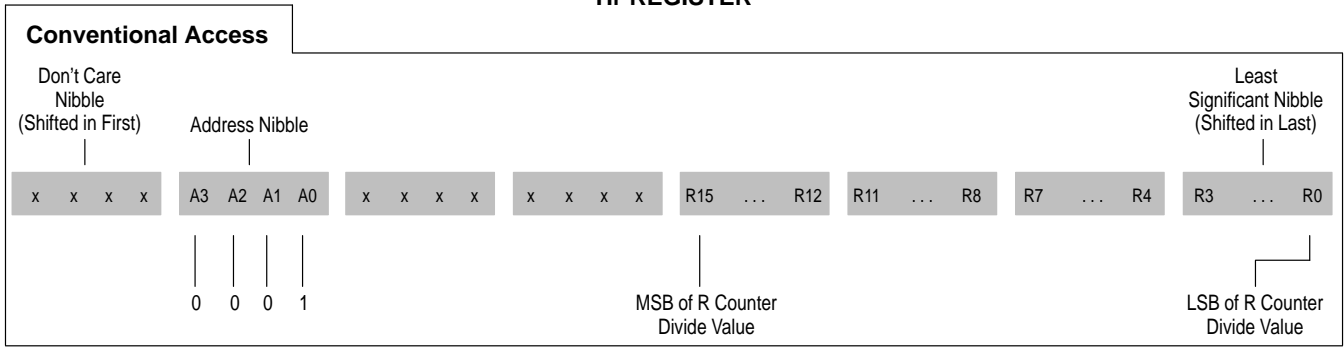 Conventional Access
Don't Care
Nibble
(Shifted in First)
Address Nibble
Least
Significant Nibble
(Shifted in Last)
x x x x A3 A2 A1 A0 x x x x x x x x R15 ... R12 R11 ... R8 R7 ... R4 R3 ... R0
0 0 0 1
MSB of R Counter
Divide Value
LSB of R Counter
Divide Value